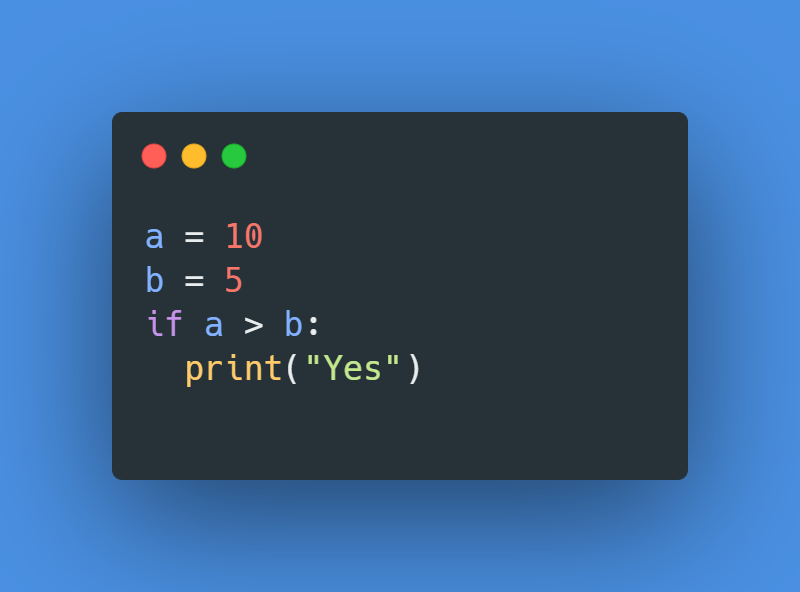 a = 10
b = 5
if a > b:
  print("Yes")